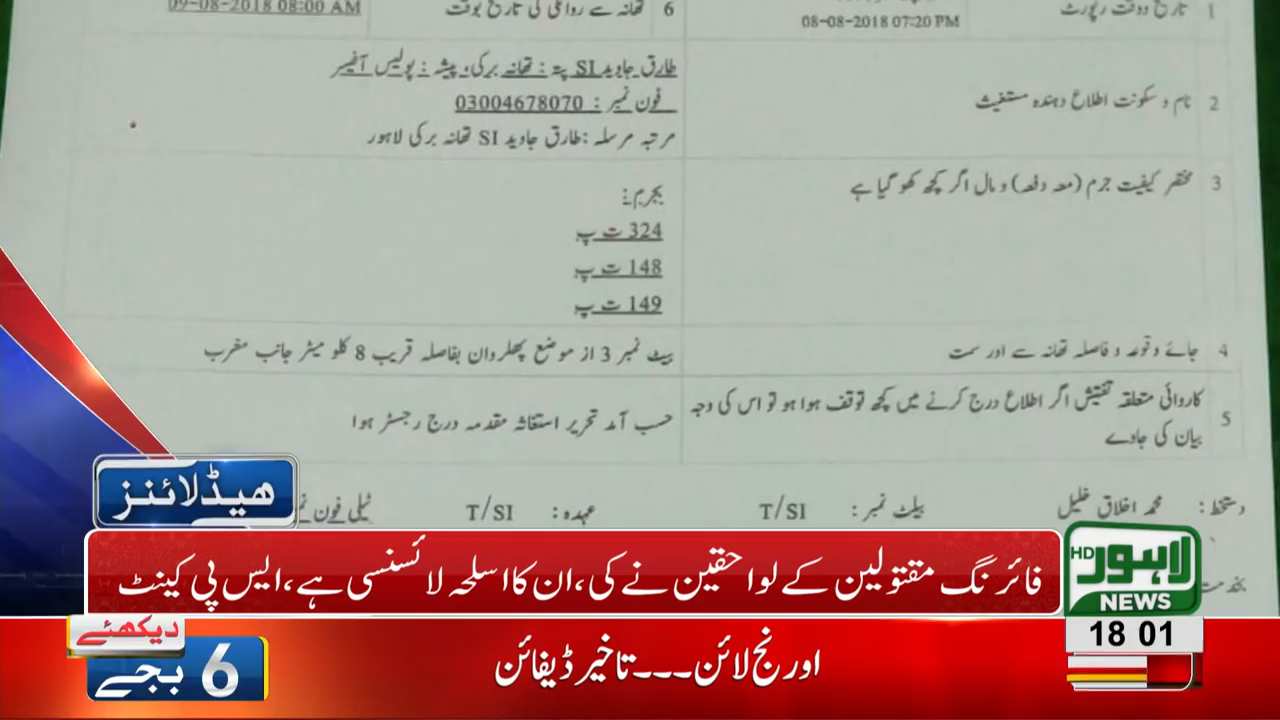 1 تاریخ و وقت رپورٹ
08-08-2018 07:20 PM
6 تھانہ سے روانگی کی تاریخ بوقت
09-08-2018 08:00 AM
2 نام و سکونت اطلاع دہندہ مستغیث
طارق جاوید SI پتہ : تھانہ برکی، پیشہ : پولیس آفیسر
فون نمبر : 03004678070
مرتبہ مرسلہ : طارق جاوید SI تھانہ برکی لاہور
3 مختصر کیفیت جرم (معہ دفعہ) و مال اگر کچھ کھو گیا ہے
بجرم:
324 ت پ
148 ت پ
149 ت پ
4 جائے وقوعہ و فاصلہ تھانہ سے اور سمت
بیٹ نمبر 3 از موضع پھلروان بفاصلہ قریب 8 کلو میٹر جانب مغرب
5 کاروائی متعلقہ تفتیش اگر اطلاع درج کرنے میں کچھ توقف ہوا ہو تو اس کی وجہ
بیان کی جاوے
حسب آمد تحریر استغاثہ مقدمہ درج رجسٹر ہوا
دستخط : محمد اخلاق خلیل بیلٹ نمبر : T/SI عہدہ : T/SI ٹیلی فون
ہیڈلائنز
فائرنگ مقتولین کے لواحقین نے کی، ان کا اسلحہ لائسنسی ہے، ایس پی کینٹ
لاہور HD
NEWS
18 01
دیکھئے
6 بجے
اورنج لائن۔۔۔تاخیر ڈیفائن